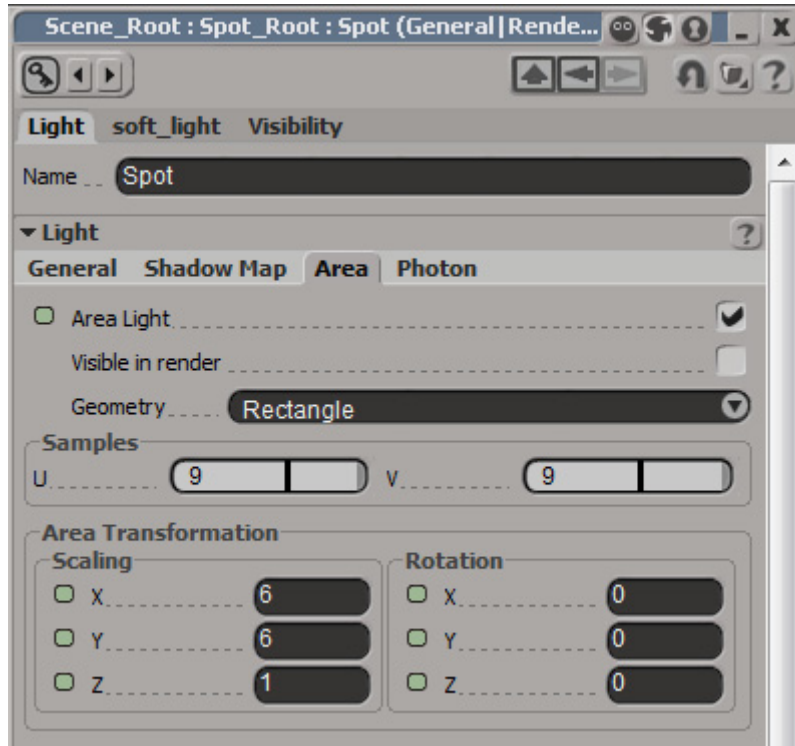 Scene_Root : Spot_Root : Spot (General|Rende...
Light soft_light Visibility
Name Spot
Light ?
General Shadow Map Area Photon
Area Light
Visible in render
Geometry Rectangle
Samples
U 9 V 9
Area Transformation
Scaling Rotation
X 6 X 0
Y 6 Y 0
Z 1 Z 0